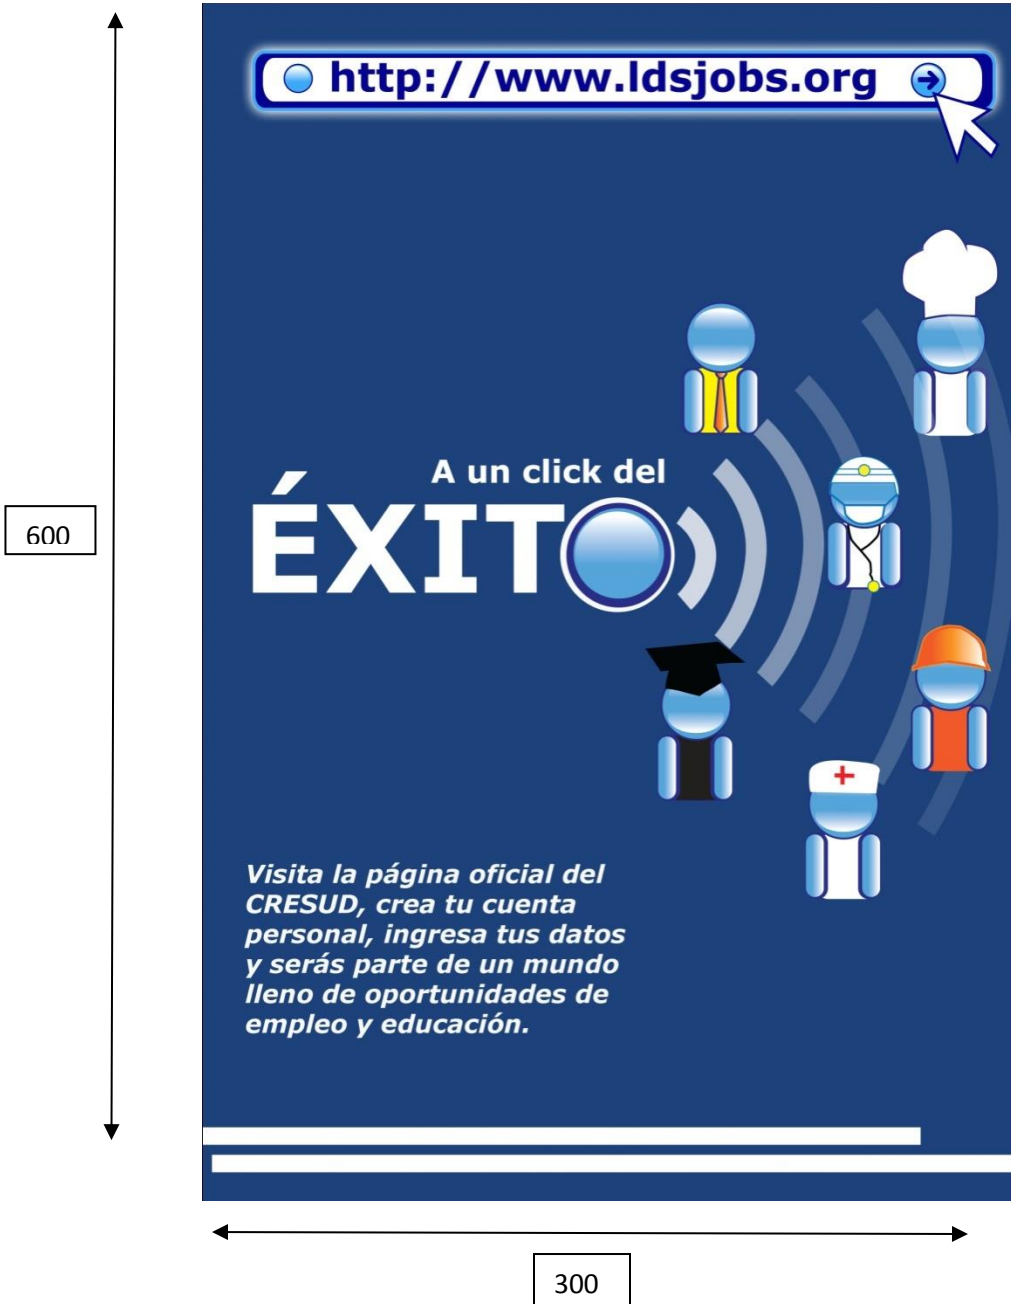 http://www.ldsjobs.org
A un click del
ÉXITO
600
Visita la página oficial del
CRESUD, crea tu cuenta
personal, ingresa tus datos
y serás parte de un mundo
lleno de oportunidades de
empleo y educación.
300